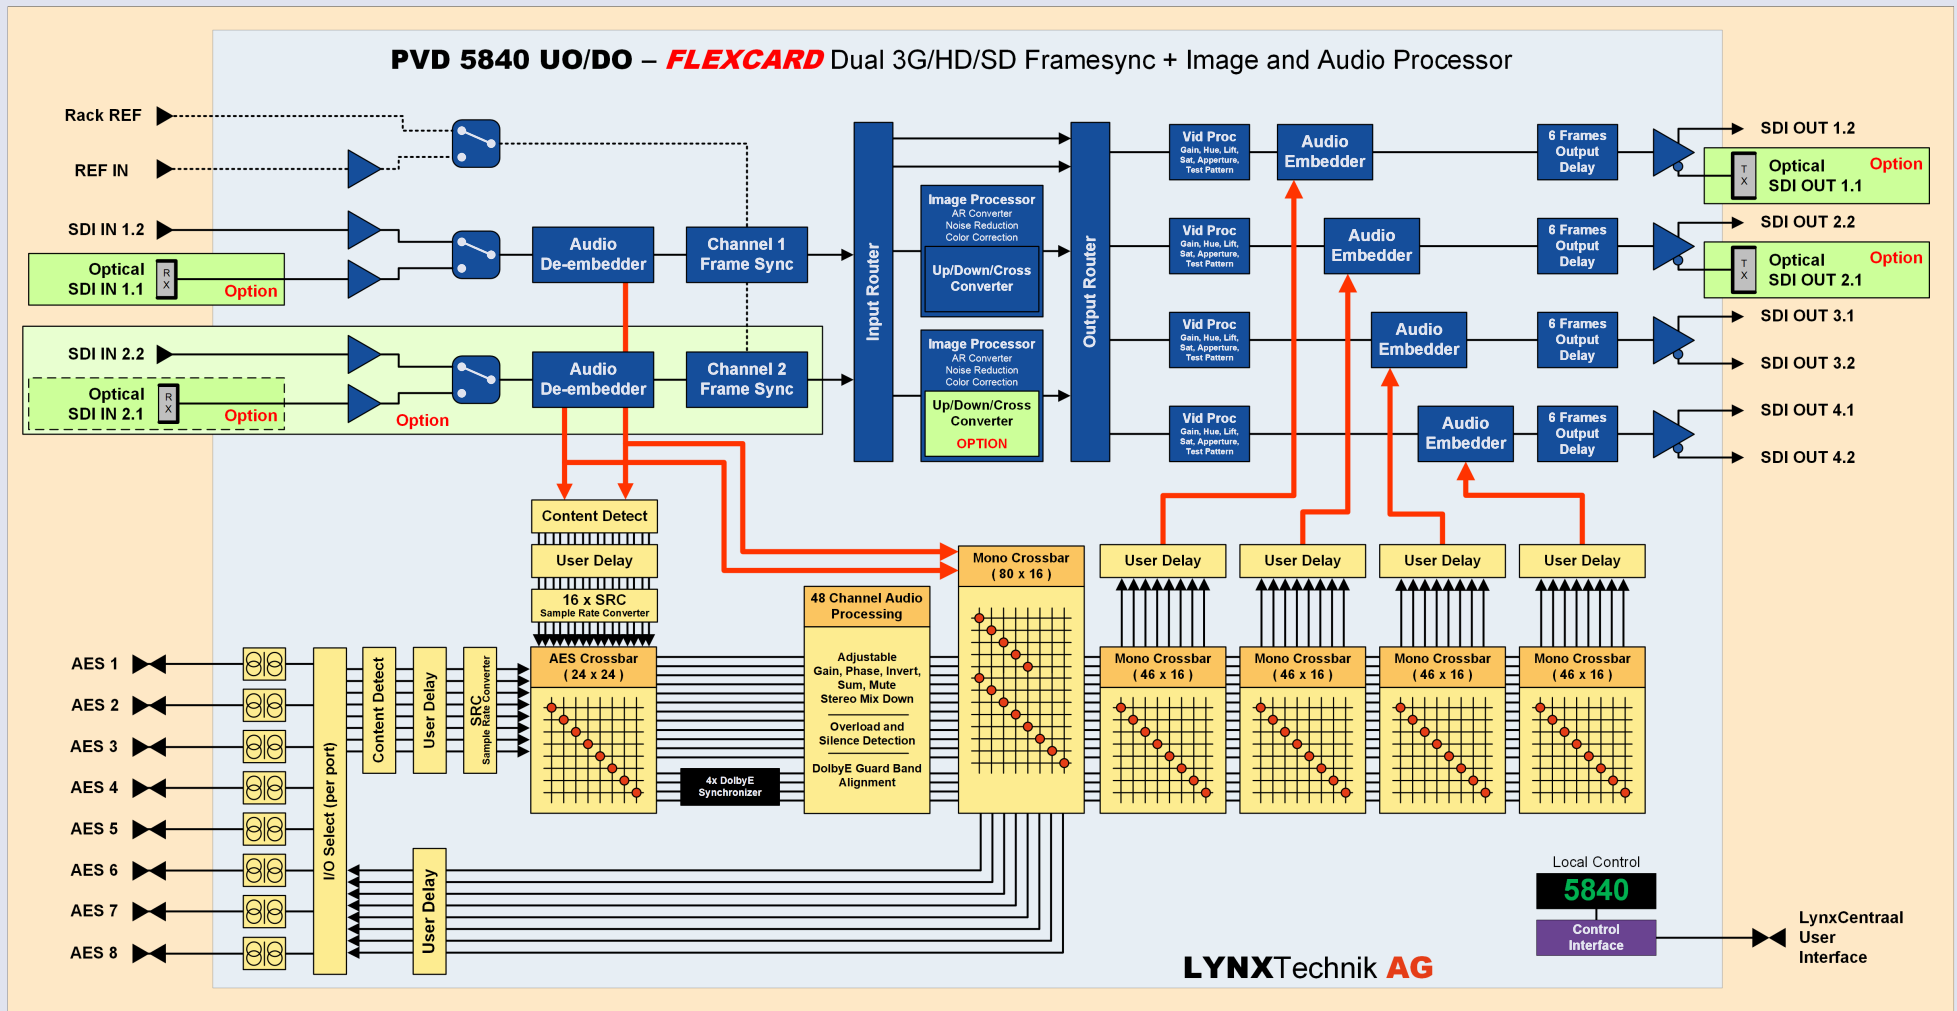 PVD 5840 UO/DO – FLEXCARD Dual 3G/HD/SD Framesync + Image and Audio Processor
Rack REF
REF IN
SDI IN 1.2
Optical
SDI IN 1.1
RX
Option
SDI IN 2.2
Optical
SDI IN 2.1
RX
Option
Option
Audio
De-embedder
Channel 1
Frame Sync
Audio
De-embedder
Channel 2
Frame Sync
Input Router
Image Processor
AR Converter
Noise Reduction
Color Correction
Up/Down/Cross
Converter
Image Processor
AR Converter
Noise Reduction
Color Correction
Up/Down/Cross
Converter
OPTION
Output Router
Vid Proc
Gain, Hue, Lift,
Sat, Apperture,
Test Pattern
Audio
Embedder
6 Frames
Output
Delay
SDI OUT 1.2
TX
Optical
SDI OUT 1.1
Option
Vid Proc
Gain, Hue, Lift,
Sat, Apperture,
Test Pattern
Audio
Embedder
6 Frames
Output
Delay
SDI OUT 2.2
TX
Optical
SDI OUT 2.1
Option
Vid Proc
Gain, Hue, Lift,
Sat, Apperture,
Test Pattern
Audio
Embedder
6 Frames
Output
Delay
SDI OUT 3.1
SDI OUT 3.2
Vid Proc
Gain, Hue, Lift,
Sat, Apperture,
Test Pattern
Audio
Embedder
6 Frames
Output
Delay
SDI OUT 4.1
SDI OUT 4.2
Content Detect
User Delay
16 x SRC
Sample Rate Converter
AES Crossbar
( 24 x 24 )
AES 1
AES 2
AES 3
AES 4
AES 5
AES 6
AES 7
AES 8
I/O Select (per port)
Content Detect
User Delay
SRC
Sample Rate Converter
User Delay
4x DolbyE
Synchronizer
48 Channel Audio
Processing
Adjustable
Gain, Phase, Invert,
Sum, Mute
Stereo Mix Down
Overload and
Silence Detection
DolbyE Guard Band
Alignment
Mono Crossbar
( 80 x 16 )
User Delay
User Delay
User Delay
User Delay
Mono Crossbar
( 46 x 16 )
Mono Crossbar
( 46 x 16 )
Mono Crossbar
( 46 x 16 )
Mono Crossbar
( 46 x 16 )
Local Control
5840
Control
Interface
LynxCentraal
User
Interface
LYNXTechnik AG